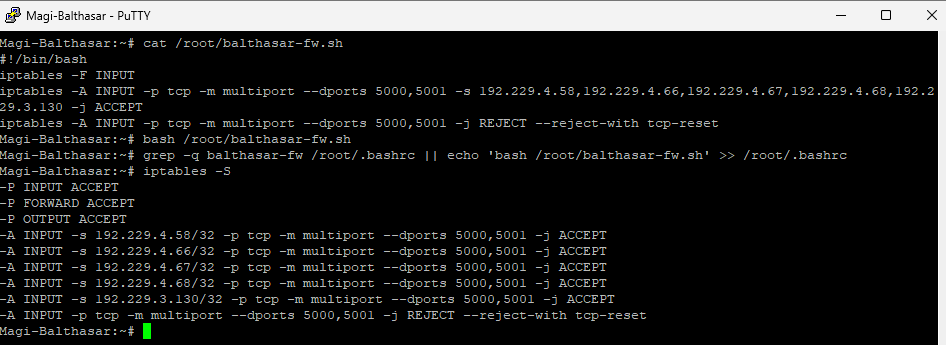 Magi-Balthasar - PuTTY
Magi-Balthasar:~# cat /root/balthasar-fw.sh
#!/bin/bash
iptables -F INPUT
iptables -A INPUT -p tcp -m multiport --dports 5000,5001 -s 192.229.4.58,192.229.4.66,192.229.4.67,192.229.4.68,192.2
29.3.130 -j ACCEPT
iptables -A INPUT -p tcp -m multiport --dports 5000,5001 -j REJECT --reject-with tcp-reset
Magi-Balthasar:~# bash /root/balthasar-fw.sh
Magi-Balthasar:~# grep -q balthasar-fw /root/.bashrc || echo 'bash /root/balthasar-fw.sh' >> /root/.bashrc
Magi-Balthasar:~# iptables -S
-P INPUT ACCEPT
-P FORWARD ACCEPT
-P OUTPUT ACCEPT
-A INPUT -s 192.229.4.58/32 -p tcp -m multiport --dports 5000,5001 -j ACCEPT
-A INPUT -s 192.229.4.66/32 -p tcp -m multiport --dports 5000,5001 -j ACCEPT
-A INPUT -s 192.229.4.67/32 -p tcp -m multiport --dports 5000,5001 -j ACCEPT
-A INPUT -s 192.229.4.68/32 -p tcp -m multiport --dports 5000,5001 -j ACCEPT
-A INPUT -s 192.229.3.130/32 -p tcp -m multiport --dports 5000,5001 -j ACCEPT
-A INPUT -p tcp -m multiport --dports 5000,5001 -j REJECT --reject-with tcp-reset
Magi-Balthasar:~#